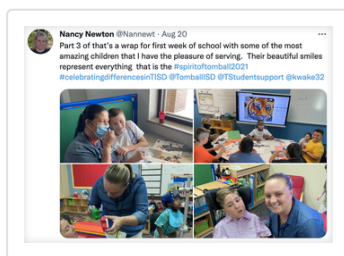 Nancy Newton @Nannewt · Aug 20
Part 3 of that's a wrap for first week of school with some of the most
amazing children that I have the pleasure of serving. Their beautiful smiles
represent everything that is the #spiritoftomball2021
#celebratingdifferencesinTISD @TomballISD @TStudentsupport @kwake32